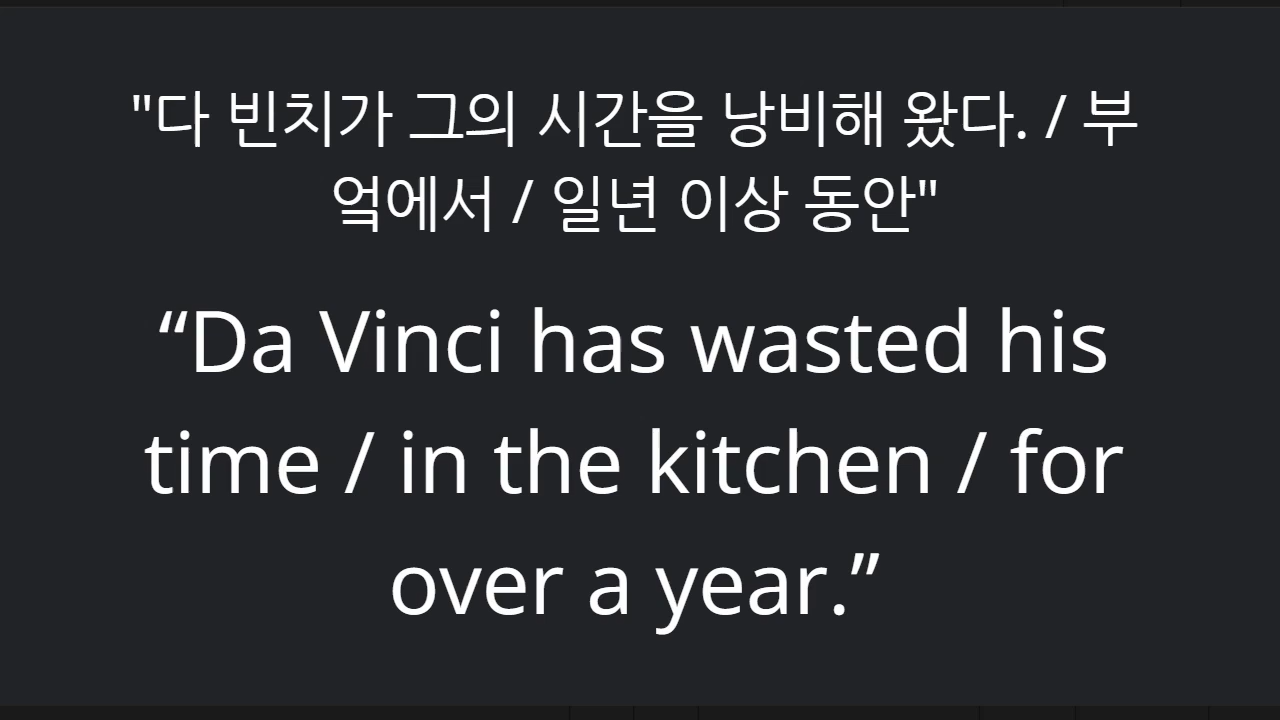 "다 빈치가 그의 시간을 낭비해 왔다. / 부
엌에서 / 일년 이상 동안"
“Da Vinci has wasted his
time / in the kitchen / for
over a year.”